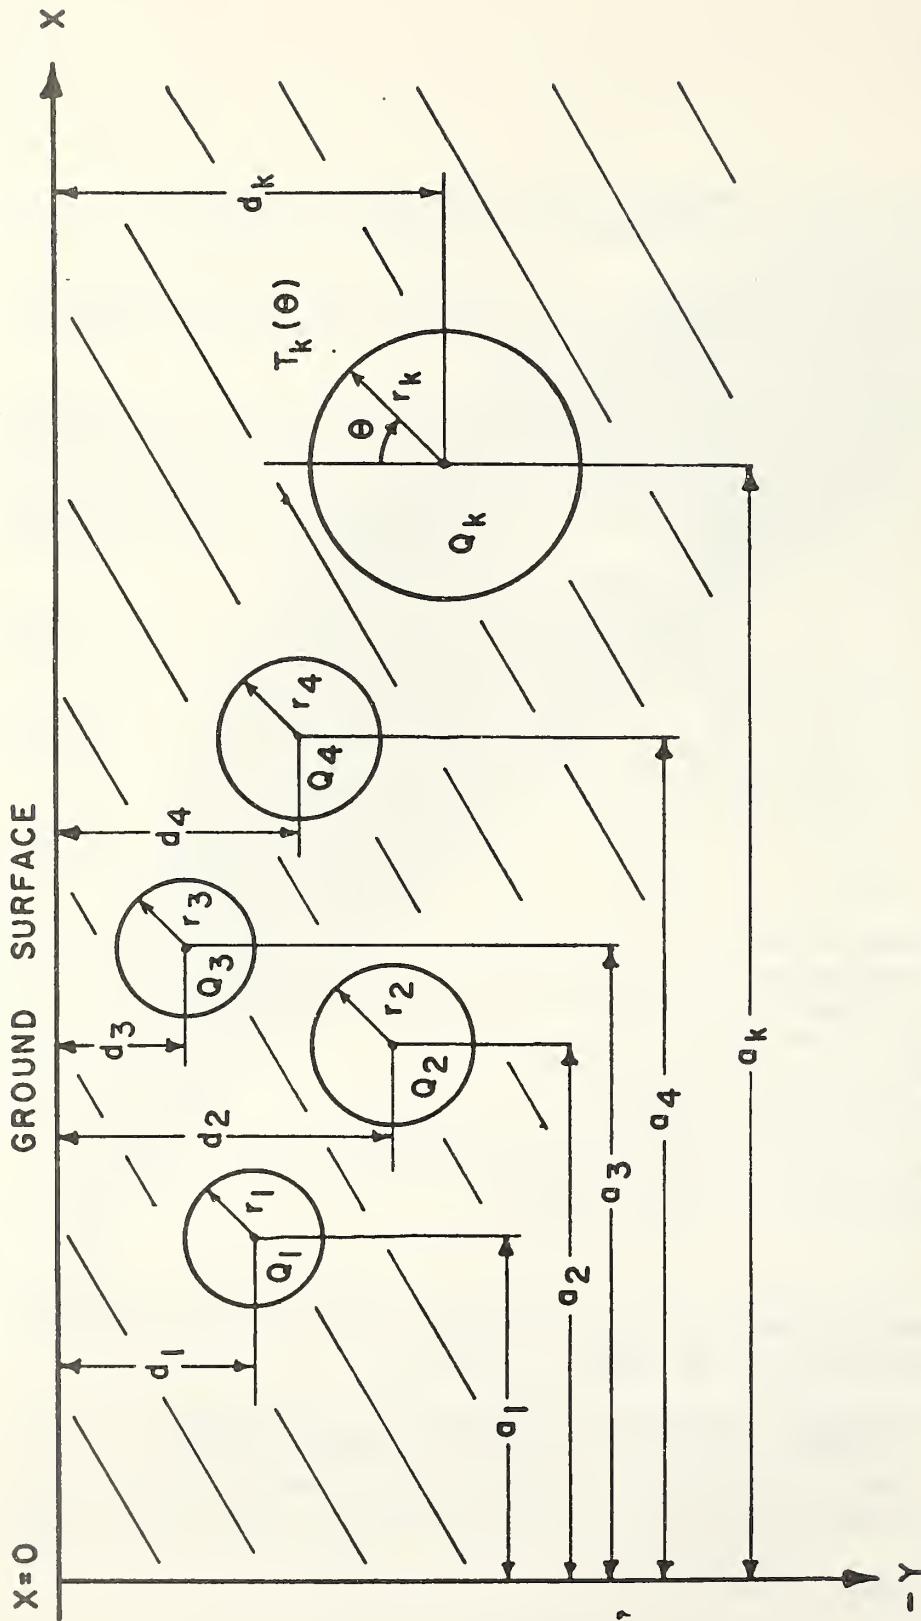 GROUND SURFACE
X=0
X
d1
d2
d3
d4
dk
r1
Q1
r2
Q2
r3
Q3
r4
Q4
θ
rk
Tk(θ)
Qk
a1
a2
a3
a4
ak
-Y